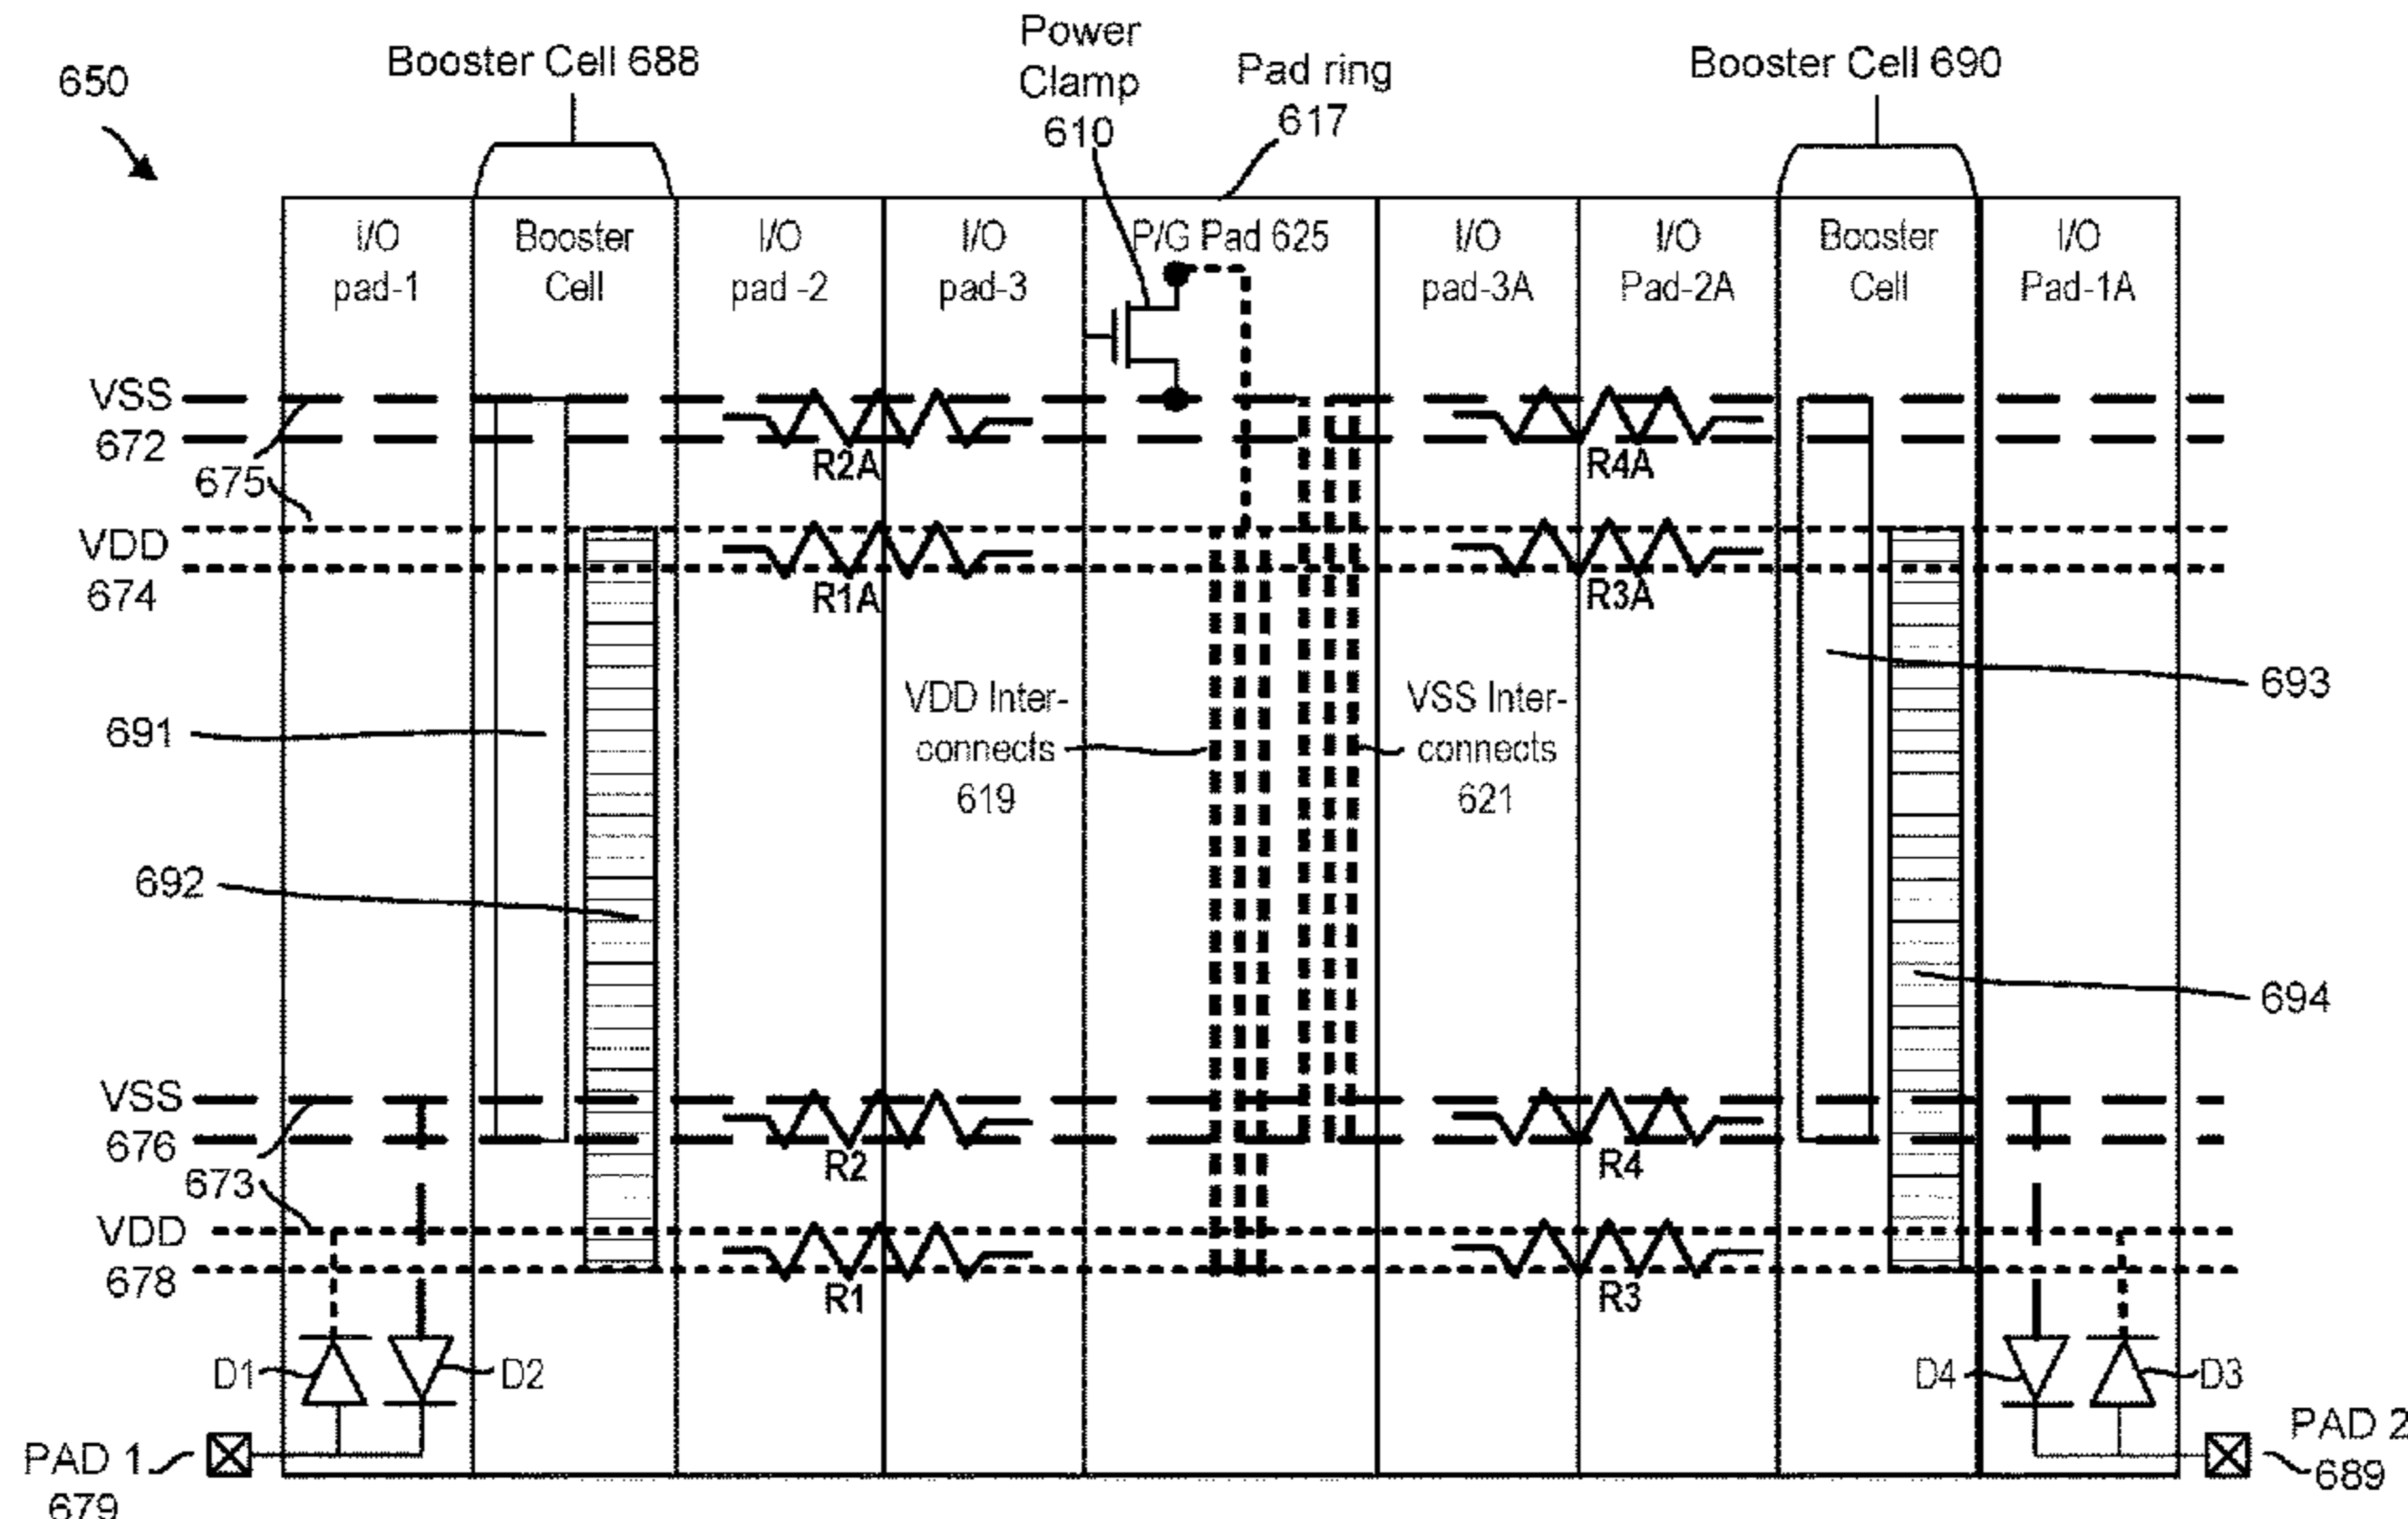 650
Booster Cell 688
Power
Clamp
610
Pad ring
617
Booster Cell 690
I/O
pad-1
Booster
Cell
I/O
pad -2
I/O
pad-3
P/G Pad 625
I/O
pad-3A
I/O
Pad-2A
Booster
Cell
I/O
Pad-1A
VSS
672
675
R2A
R4A
VDD
674
R1A
R3A
691
VDD Inter-
connects
619
VSS Inter-
connects
621
693
692
694
VSS
676
673
R2
R4
VDD
678
R1
R3
D1
D2
D4
D3
PAD 1
679
PAD 2
689